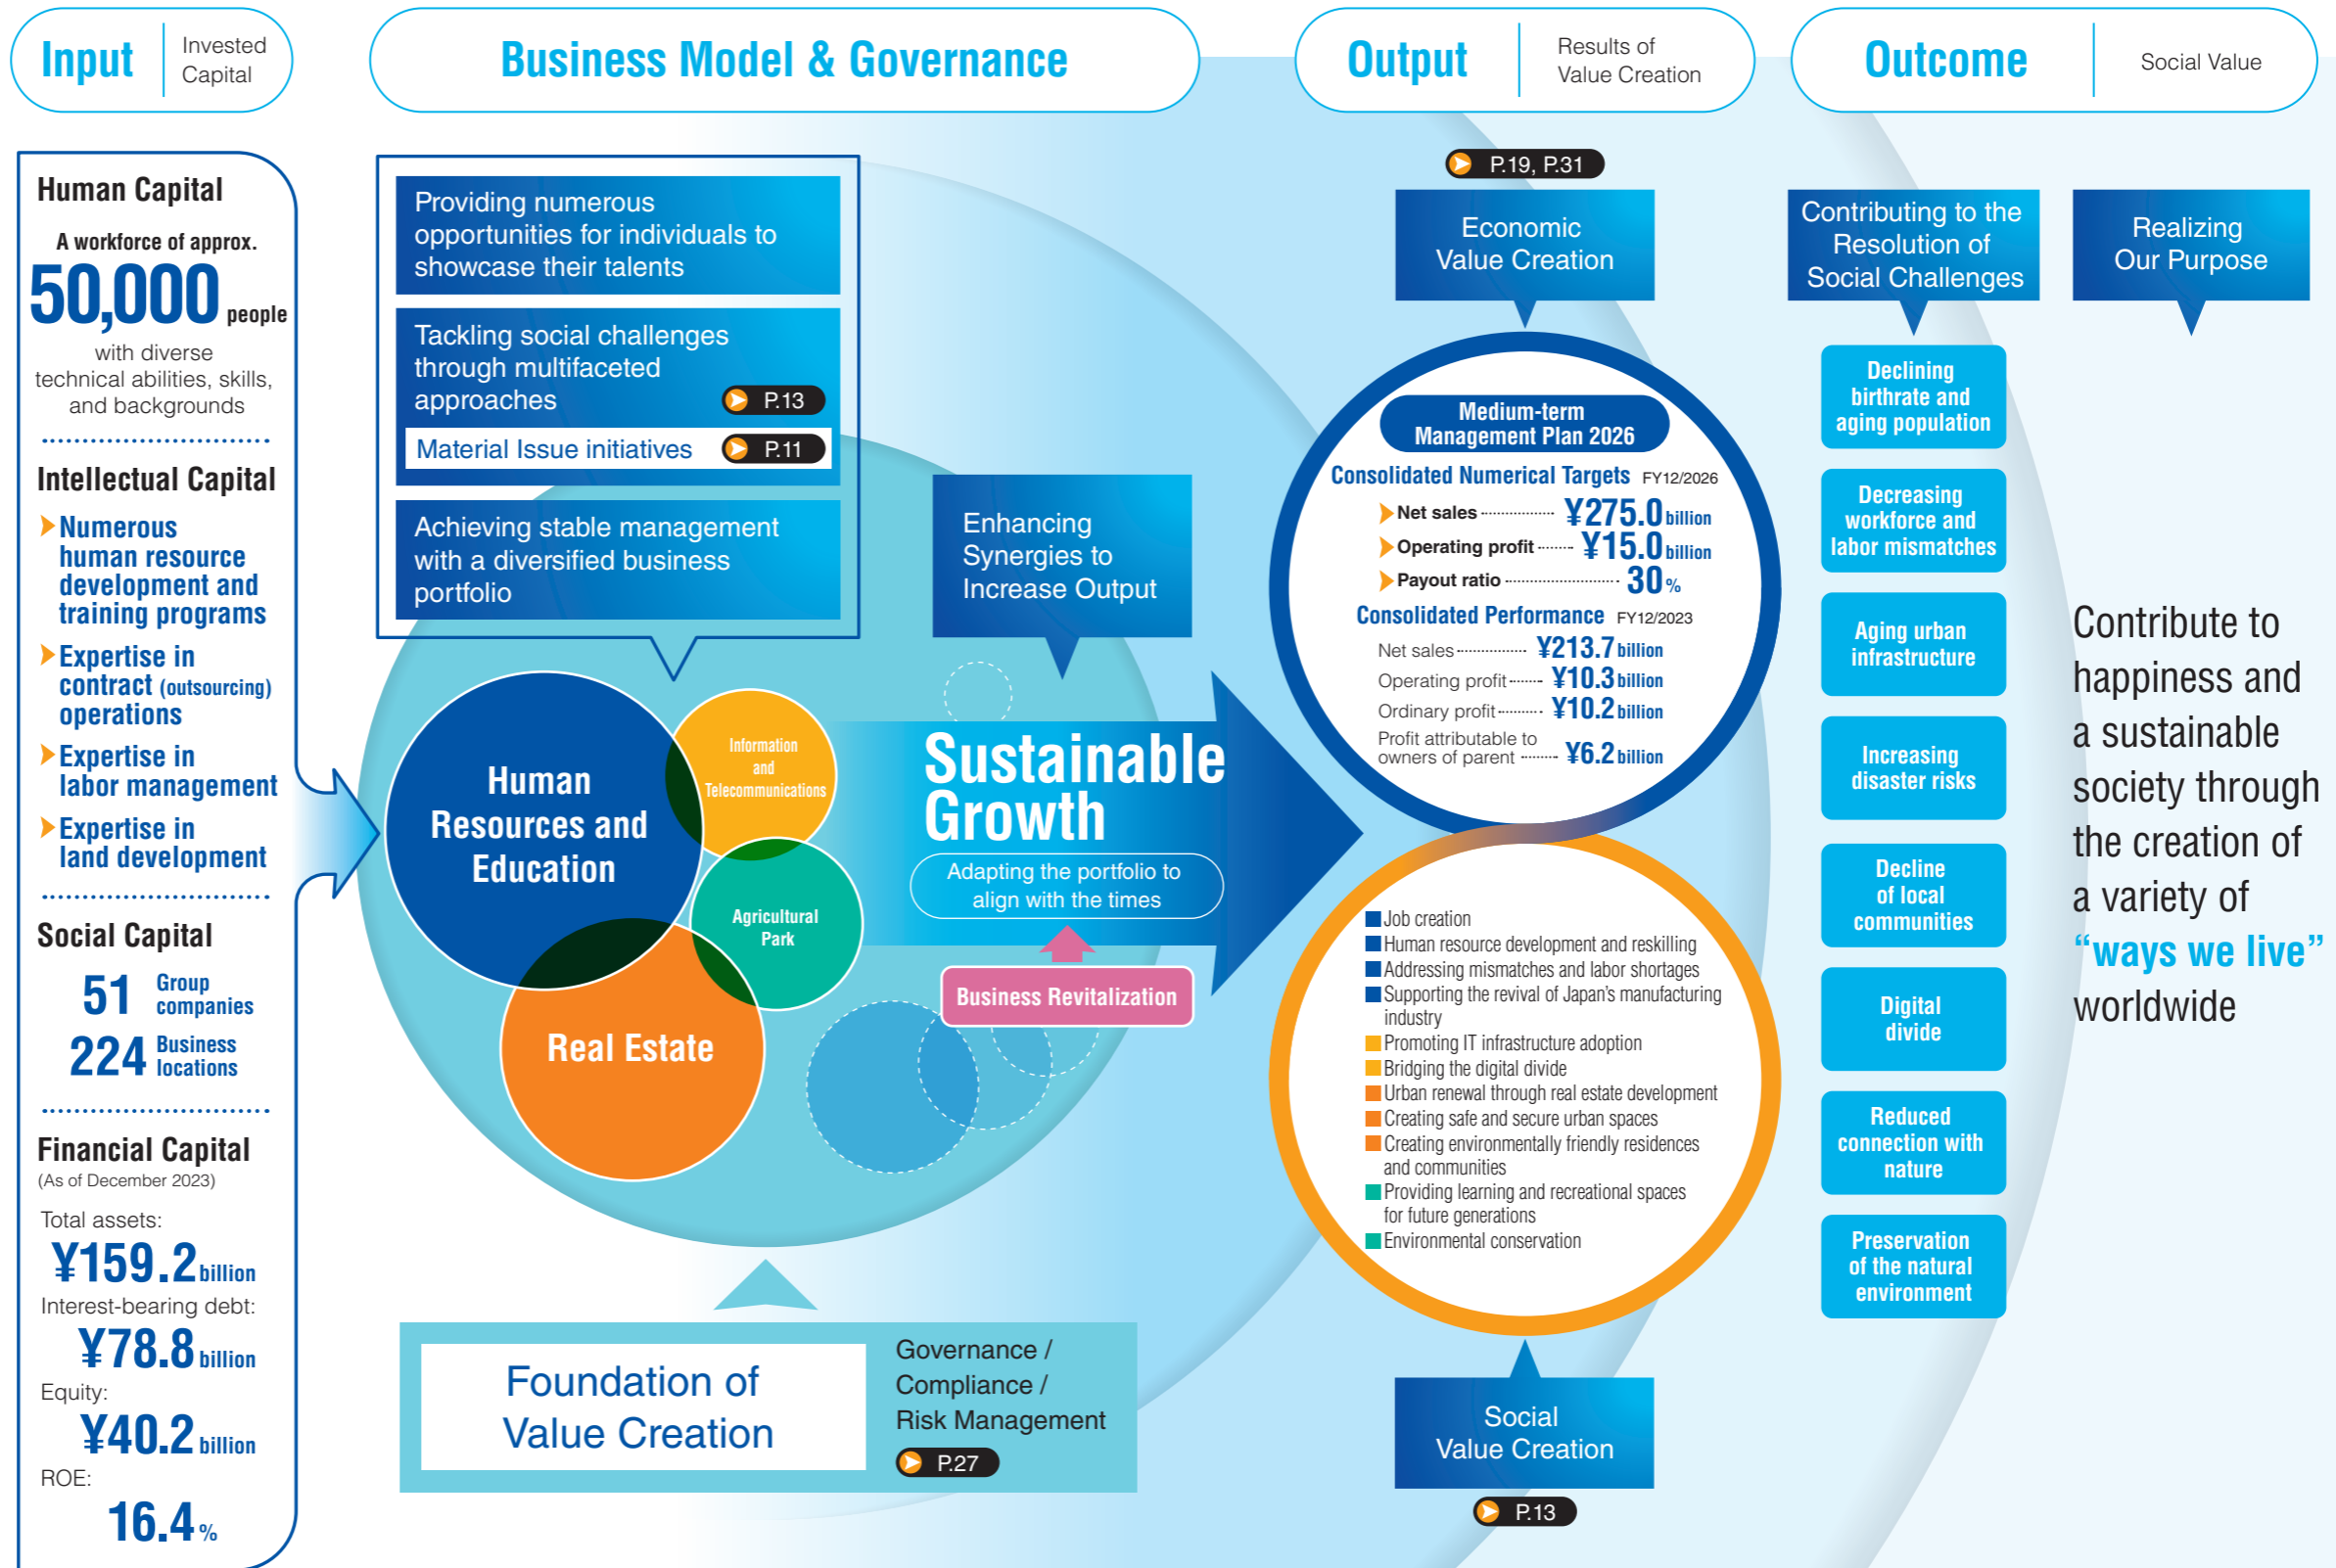 Input
Invested
Capital
Business Model & Governance
Output
Results of
Value Creation
Outcome
Social Value
Human Capital
A workforce of approx.
50,000 people
with diverse
technical abilities, skills,
and backgrounds
Intellectual Capital
Numerous
human resource
development and
training programs
Expertise in
contract (outsourcing)
operations
Expertise in
labor management
Expertise in
land development
Social Capital
51 Group
companies
224 Business
locations
Financial Capital
(As of December 2023)
Total assets:
¥159.2 billion
Interest-bearing debt:
¥78.8 billion
Equity:
¥40.2 billion
ROE:
16.4 %
Providing numerous
opportunities for individuals to
showcase their talents
Tackling social challenges
through multifaceted
approaches P.13
Material Issue initiatives P.11
Achieving stable management
with a diversified business
portfolio
Human
Resources and
Education
Information
and
Telecommunications
Agricultural
Park
Real Estate
Enhancing
Synergies to
Increase Output
Sustainable
Growth
Adapting the portfolio to
align with the times
Business Revitalization
Foundation of
Value Creation
Governance /
Compliance /
Risk Management
P.27
P.19, P.31
Economic
Value Creation
Medium-term
Management Plan 2026
Consolidated Numerical Targets FY12/2026
Net sales ¥275.0 billion
Operating profit ¥15.0 billion
Payout ratio 30 %
Consolidated Performance FY12/2023
Net sales ¥213.7 billion
Operating profit ¥10.3 billion
Ordinary profit ¥10.2 billion
Profit attributable to
owners of parent ¥6.2 billion
Job creation
Human resource development and reskilling
Addressing mismatches and labor shortages
Supporting the revival of Japan's manufacturing
industry
Promoting IT infrastructure adoption
Bridging the digital divide
Urban renewal through real estate development
Creating safe and secure urban spaces
Creating environmentally friendly residences
and communities
Providing learning and recreational spaces
for future generations
Environmental conservation
Social
Value Creation
P.13
Contributing to the
Resolution of
Social Challenges
Declining
birthrate and
aging population
Decreasing
workforce and
labor mismatches
Aging urban
infrastructure
Increasing
disaster risks
Decline
of local
communities
Digital
divide
Reduced
connection with
nature
Preservation
of the natural
environment
Realizing
Our Purpose
Contribute to
happiness and
a sustainable
society through
the creation of
a variety of
“ways we live”
worldwide